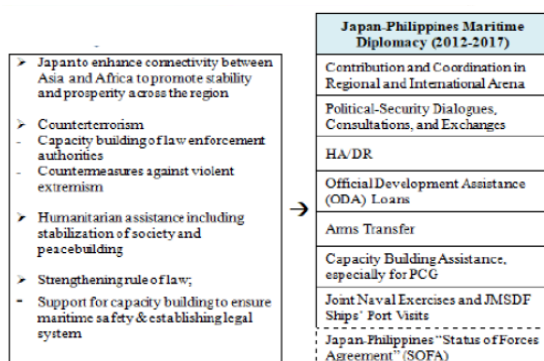 ➢ Japan to enhance connectivity between
Asia and Africa to promote stability
and prosperity across the region
➢ Counterterrorism
- Capacity building of law enforcement
authorities
- Countermeasures against violent
extremism
➢ Humanitarian assistance including
stabilization of society and
peacebuilding
➢ Strengthening rule of law;
- Support for capacity building to ensure
maritime safety & establishing legal
system
→
Japan-Philippines Maritime
Diplomacy (2012-2017)
Contribution and Coordination in
Regional and International Arena
Political-Security Dialogues,
Consultations, and Exchanges
HA/DR
Official Development Assistance
(ODA) Loans
Arms Transfer
Capacity Building Assistance,
especially for PCG
Joint Naval Exercises and JMSDF
Ships' Port Visits
Japan-Philippines "Status of Forces
Agreement" (SOFA)